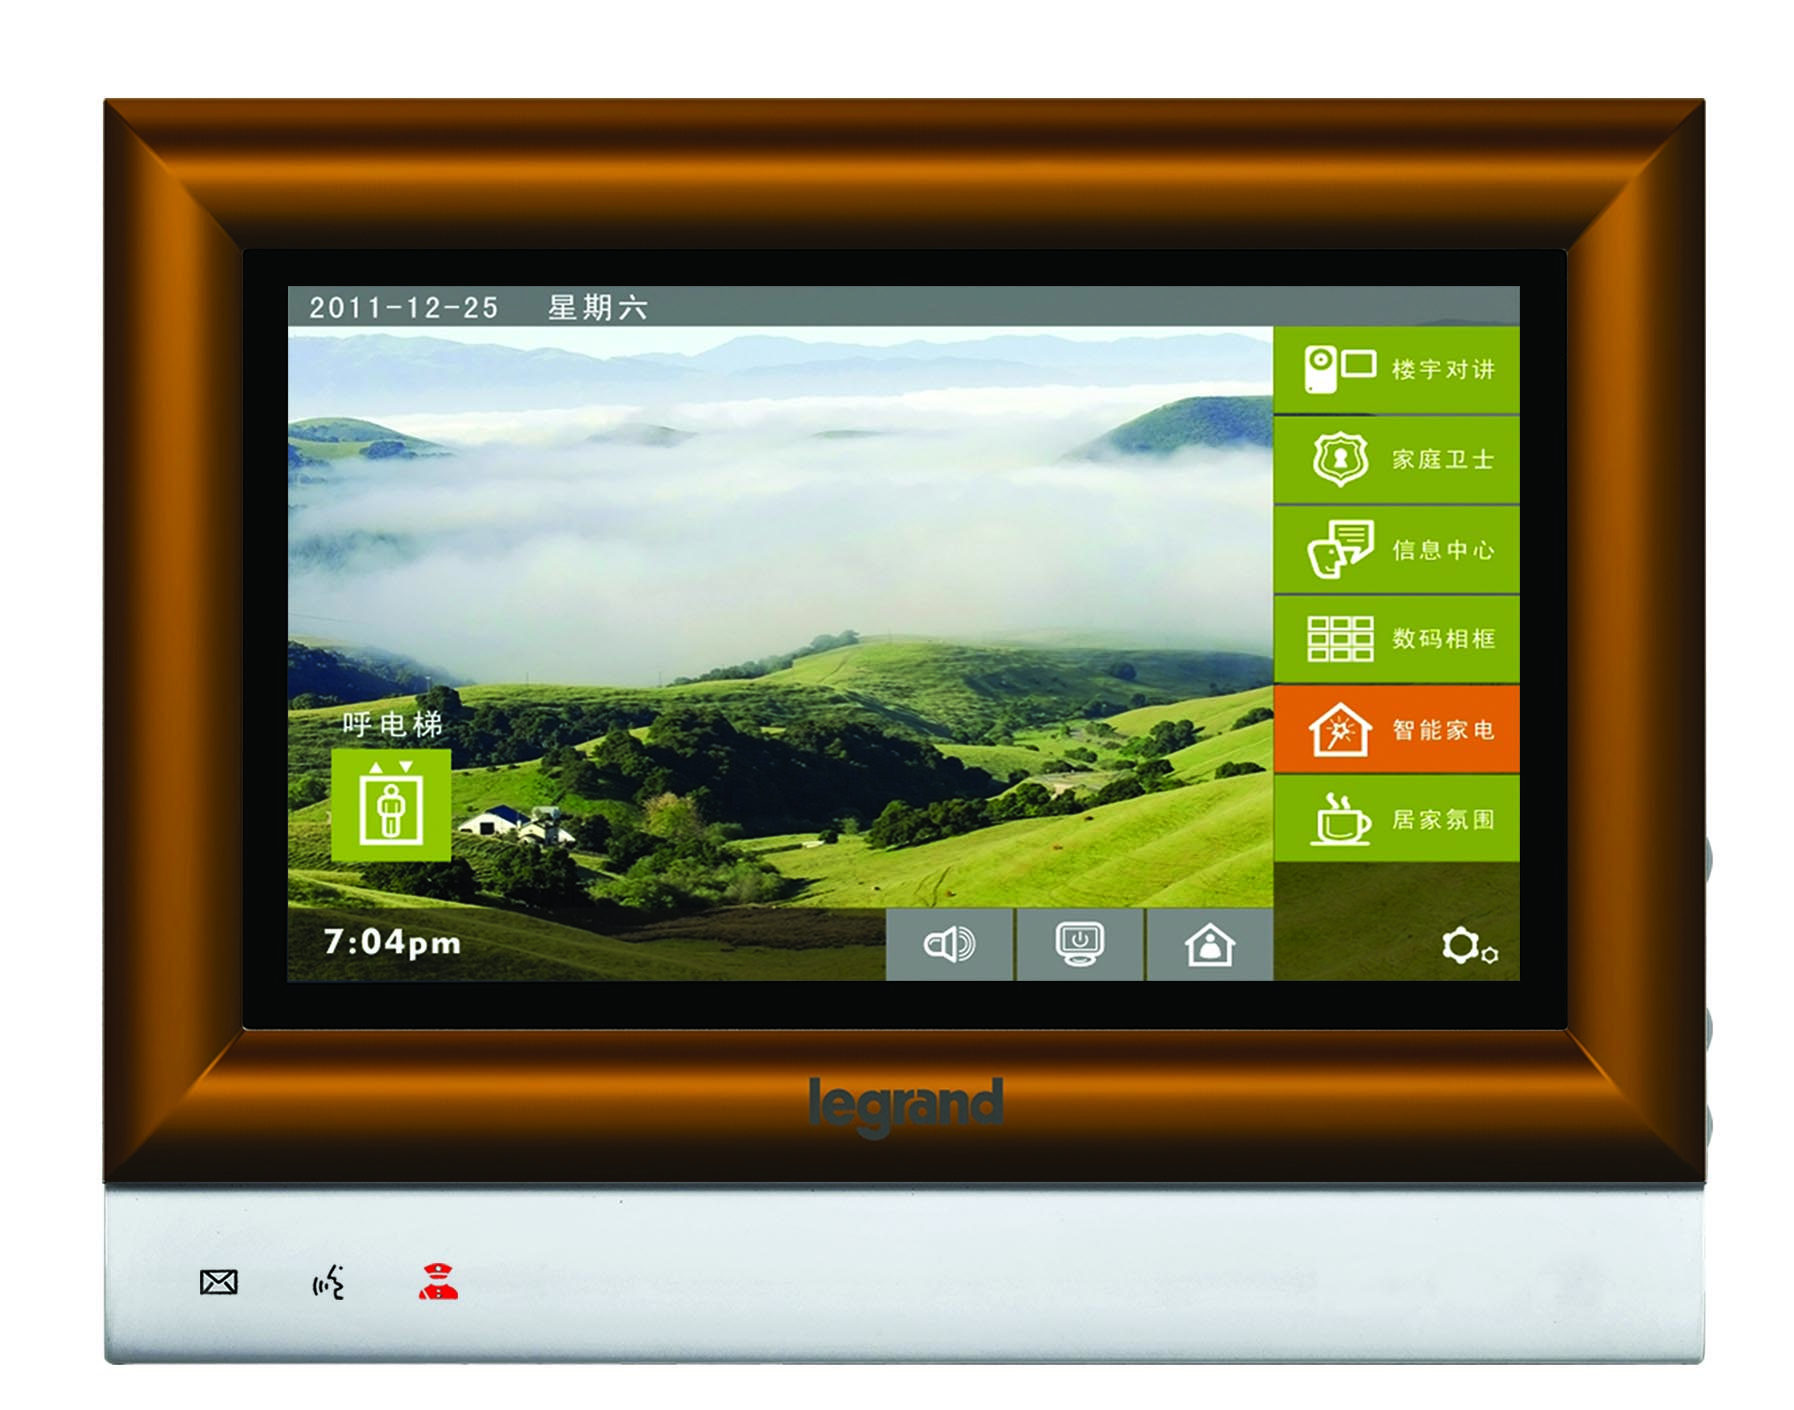 2011-12-25 星期六
楼宇对讲
家庭卫士
信息中心
数码相框
智能家电
居家氛围
呼电梯
7:04pm
legrand